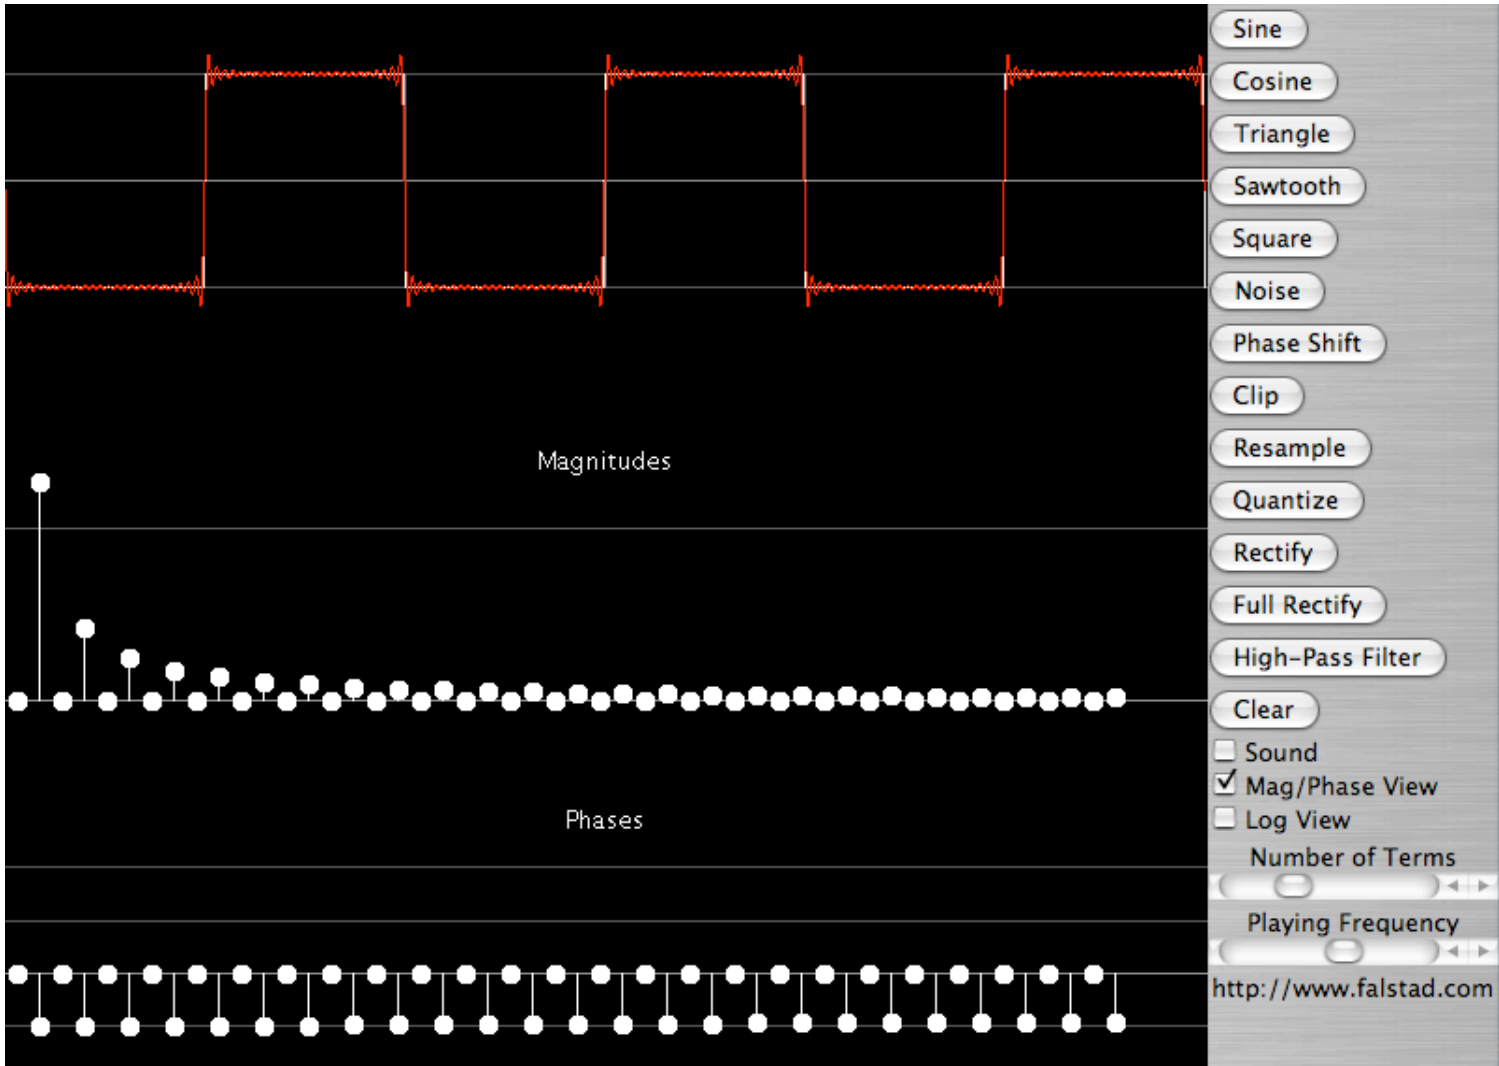 Magnitudes
Phases
Sine
Cosine
Triangle
Sawtooth
Square
Noise
Phase Shift
Clip
Resample
Quantize
Rectify
Full Rectify
High-Pass Filter
Clear
Sound
Mag/Phase View
Log View
Number of Terms
Playing Frequency
http://www.falstad.com